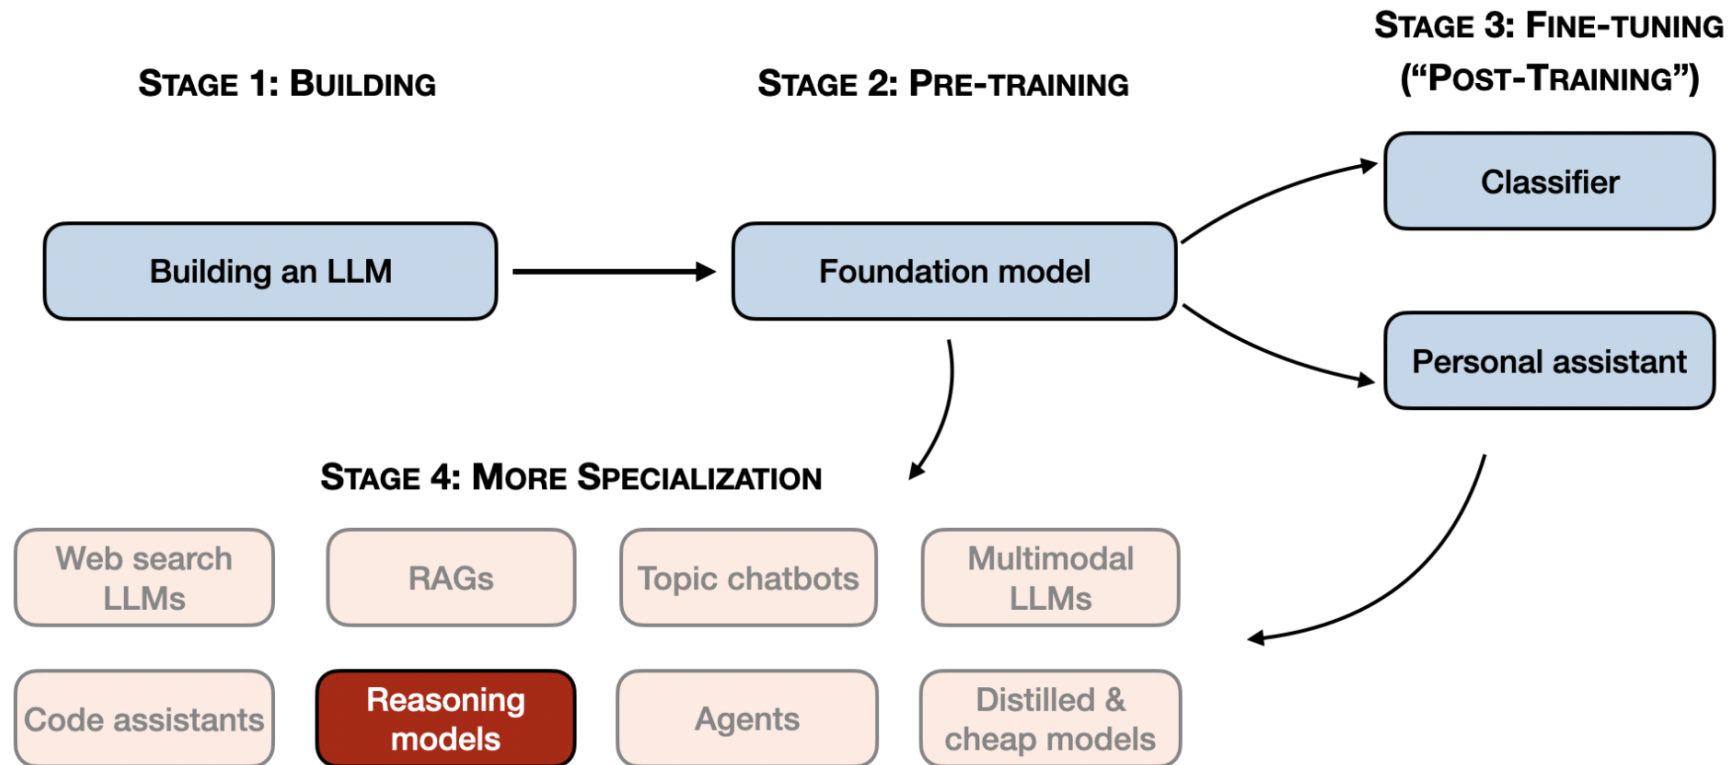 STAGE 1: BUILDING
STAGE 2: PRE-TRAINING
STAGE 3: FINE-TUNING
(“POST-TRAINING”)
Building an LLM
Foundation model
Classifier
Personal assistant
STAGE 4: MORE SPECIALIZATION
Web search
LLMs
RAGs
Topic chatbots
Multimodal
LLMs
Code assistants
Reasoning
models
Agents
Distilled &
cheap models